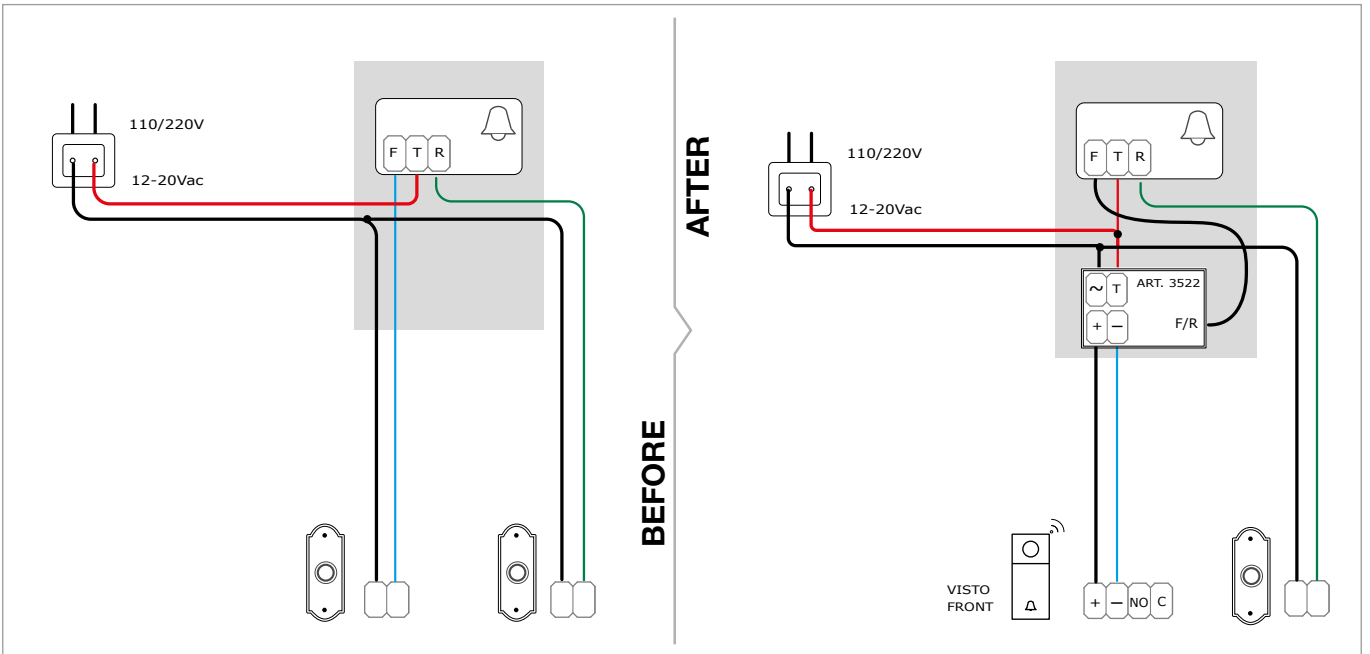 110/220V
12-20Vac
F T R
BEFORE
AFTER
110/220V
12-20Vac
F T R
~ T
ART. 3522
+ −
F/R
VISTO
FRONT
+ − NO C